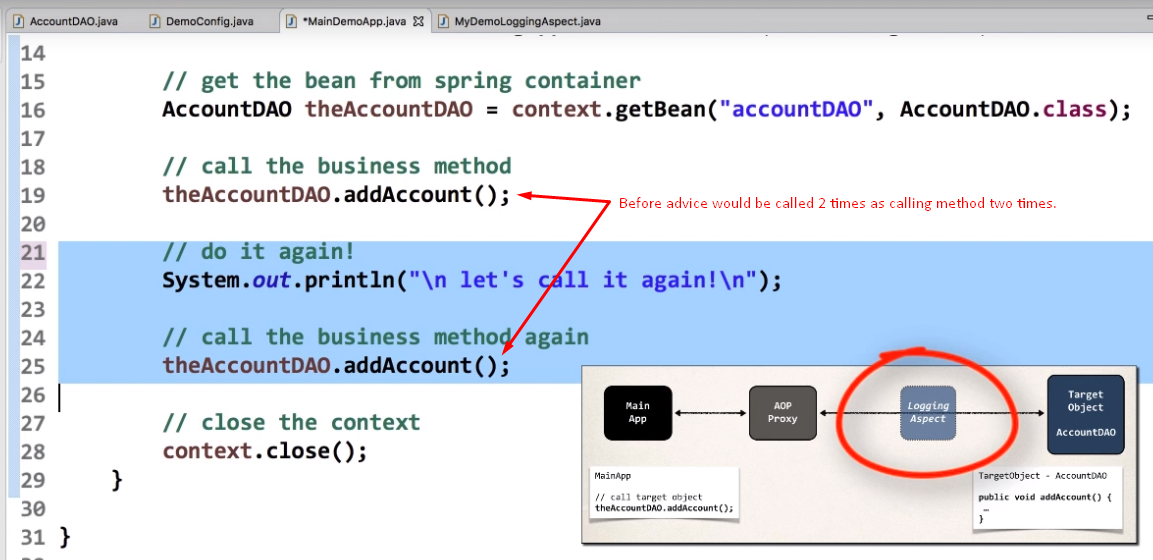 AccountDAO.java DemoConfig.java *MainDemoApp.java MyDemoLoggingAspect.java
14
15 // get the bean from spring container
16 AccountDAO theAccountDAO = context.getBean("accountDAO", AccountDAO.class);
17
18 // call the business method
19 theAccountDAO.addAccount();
Before advice would be called 2 times as calling method two times.
20
21 // do it again!
22 System.out.println("\n let's call it again!\n");
23
24 // call the business method again
25 theAccountDAO.addAccount();
26
27 // close the context
28 context.close();
29 }
30
31 }
Main
App
AOP
Proxy
Logging
Aspect
Target
Object
AccountDAO
MainApp
// call target object
theAccountDAO.addAccount();
TargetObject - AccountDAO
public void addAccount() {
…
}